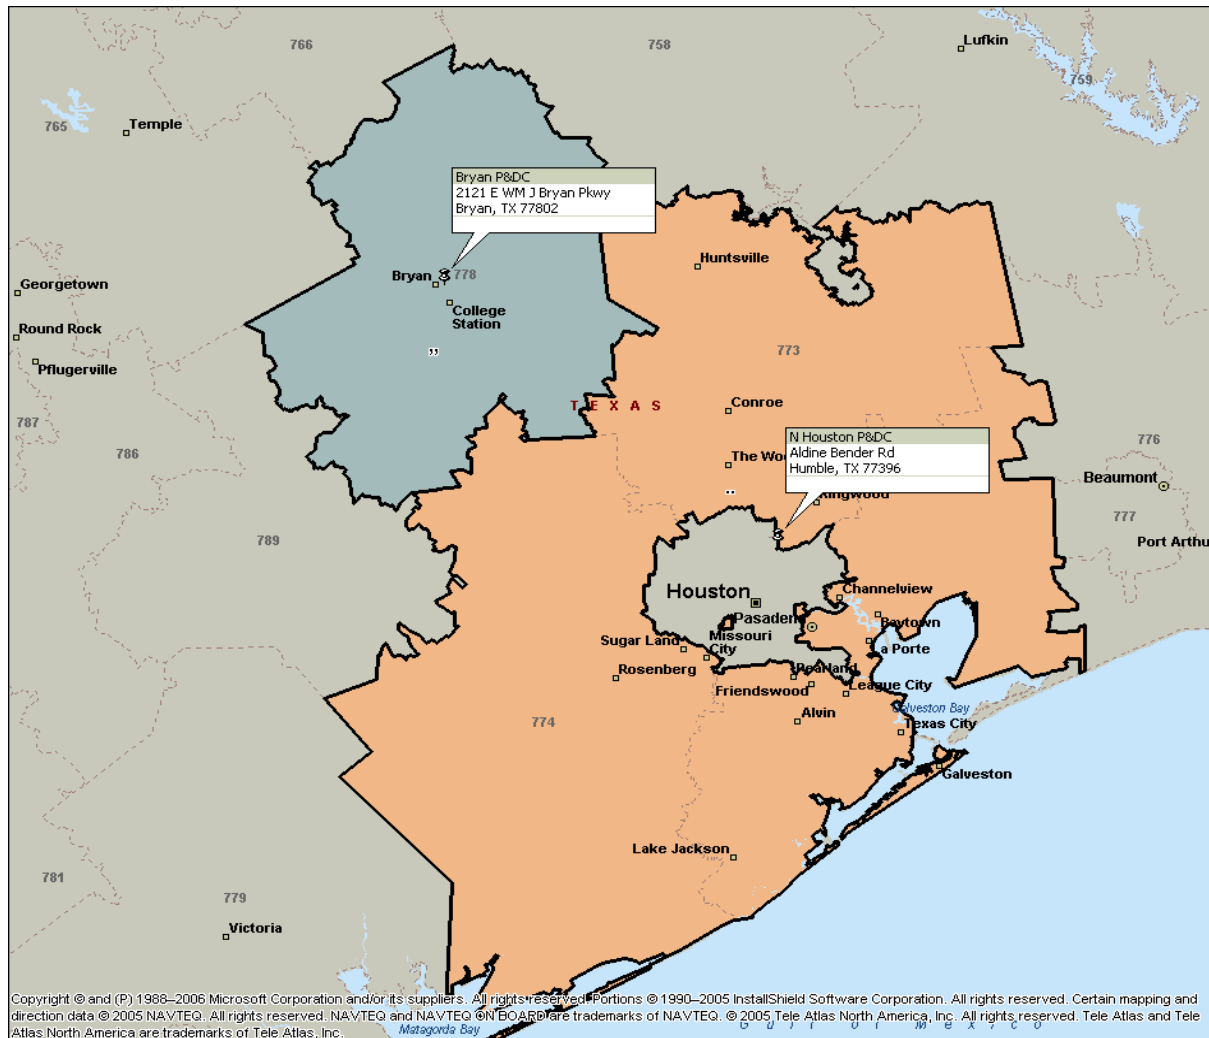 766
758
Lufkin
759
765
Temple
Bryan P&DC
2121 E WM J Bryan Pkwy
Bryan, TX 77802
Huntsville
Bryan
778
Georgetown
College
Station
Round Rock
773
Pflugerville
TEXAS
Conroe
787
N Houston P&DC
Aldine Bender Rd
Humble, TX 77396
776
786
The Woo
Beaumont
Kingwood
777
789
Port Arthu
Channelview
Houston
Pasadena
Baytown
Sugar Land
Missouri
City
a Porte
Rosenberg
Pearland
Friendswood
League City
Galveston Bay
774
Alvin
Texas City
Galveston
Lake Jackson
781
779
Victoria
Copyright © and (P) 1988–2006 Microsoft Corporation and/or its suppliers. All rights reserved. Portions © 1990–2005 InstallShield Software Corporation. All rights reserved. Certain mapping and
direction data © 2005 NAVTEQ. All rights reserved. NAVTEQ and NAVTEQ ON BOARD are trademarks of NAVTEQ. © 2005 Tele Atlas North America, Inc. All rights reserved. Tele Atlas and Tele
Atlas North America are trademarks of Tele Atlas, Inc.
Matagorda Bay
Gulf of Mexico